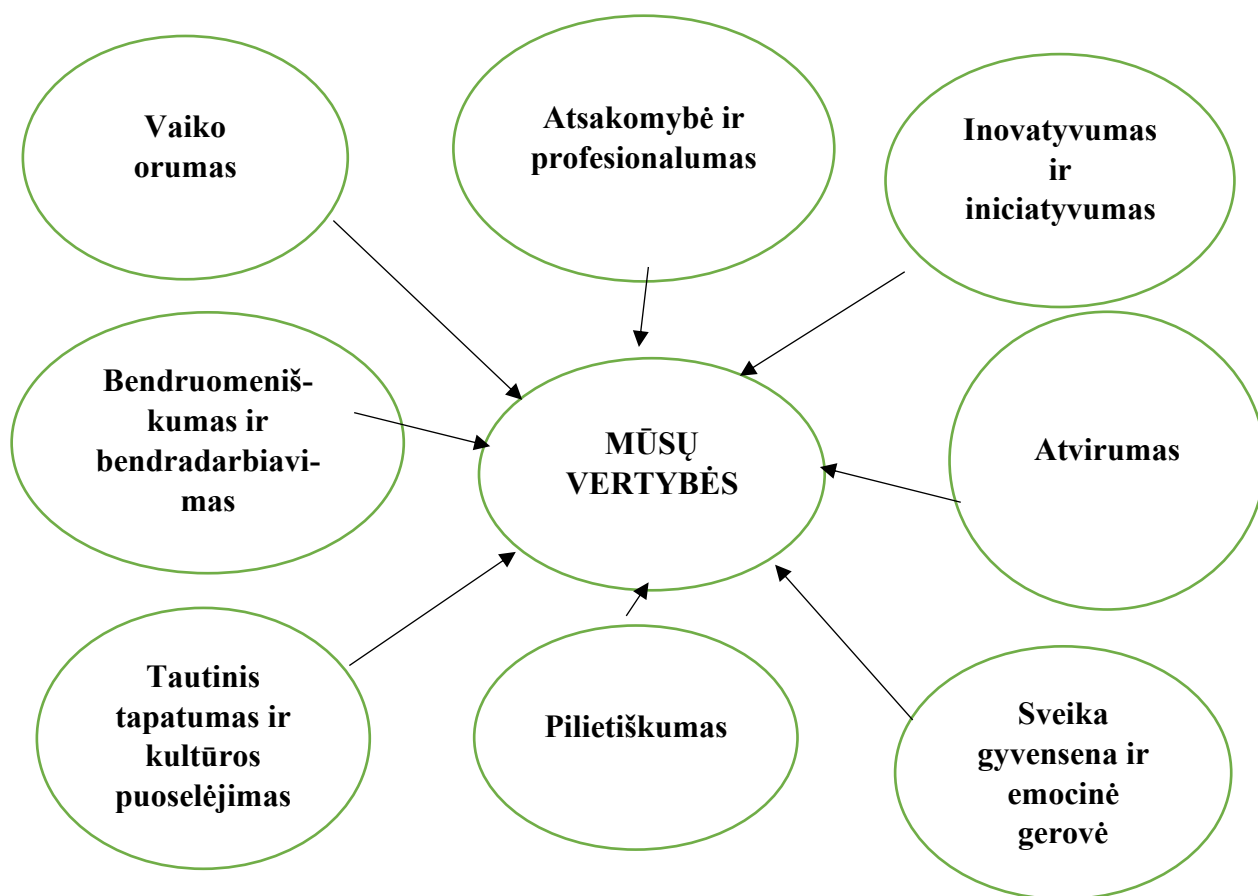 Vaiko
orumas
Atsakomybė ir
profesionalumas
Inovatyvumas
ir
iniciatyvumas
Bendruomeniš-
kumas ir
bendradarbiavi-
mas
MŪSŲ
VERTYBĖS
Atvirumas
Tautinis
tapatumas ir
kultūros
puoselėjimas
Pilietiškumas
Sveika
gyvensena ir
emocinė
gerovė